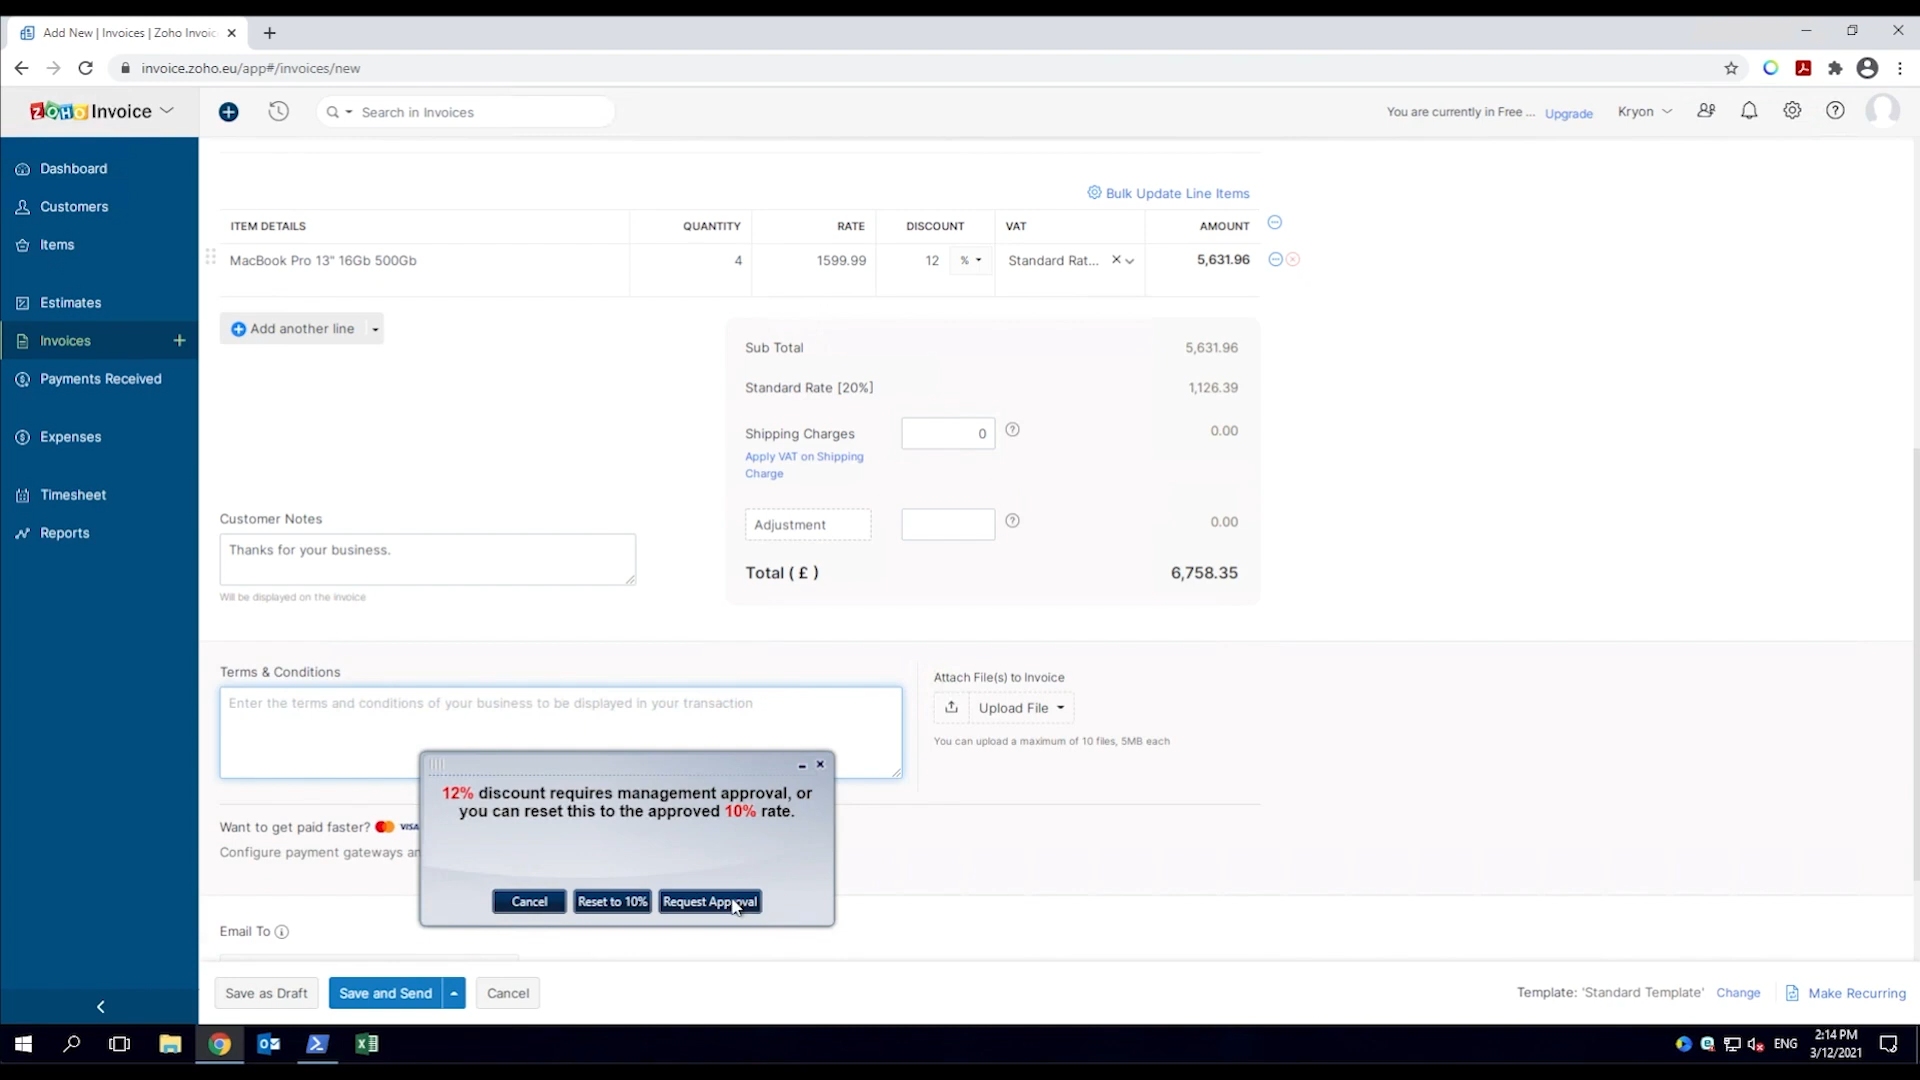 Add New | Invoices | Zoho Invoic
invoice.zoho.eu/app#/invoices/new
ZOHO Invoice
Search in Invoices
You are currently in Free ... Upgrade
Kryon
Dashboard
Customers
Items
Estimates
Invoices
Payments Received
Expenses
Timesheet
Reports
Bulk Update Line Items
ITEM DETAILS QUANTITY RATE DISCOUNT VAT AMOUNT
MacBook Pro 13" 16Gb 500Gb 4 1599.99 12 % Standard Rat... 5,631.96
Add another line
Sub Total 5,631.96
Standard Rate [20%] 1,126.39
Shipping Charges 0 0.00
Apply VAT on Shipping
Charge
Adjustment 0.00
Total ( £ ) 6,758.35
Customer Notes
Thanks for your business.
Will be displayed on the invoice
Terms & Conditions
Enter the terms and conditions of your business to be displayed in your transaction
Attach File(s) to Invoice
Upload File
You can upload a maximum of 10 files, 5MB each
12% discount requires management approval, or
you can reset this to the approved 10% rate.
Cancel Reset to 10% Request Approval
Want to get paid faster? VISA
Configure payment gateways an
Email To
Save as Draft Save and Send Cancel
Template: 'Standard Template' Change Make Recurring
ENG
2:14 PM
3/12/2021